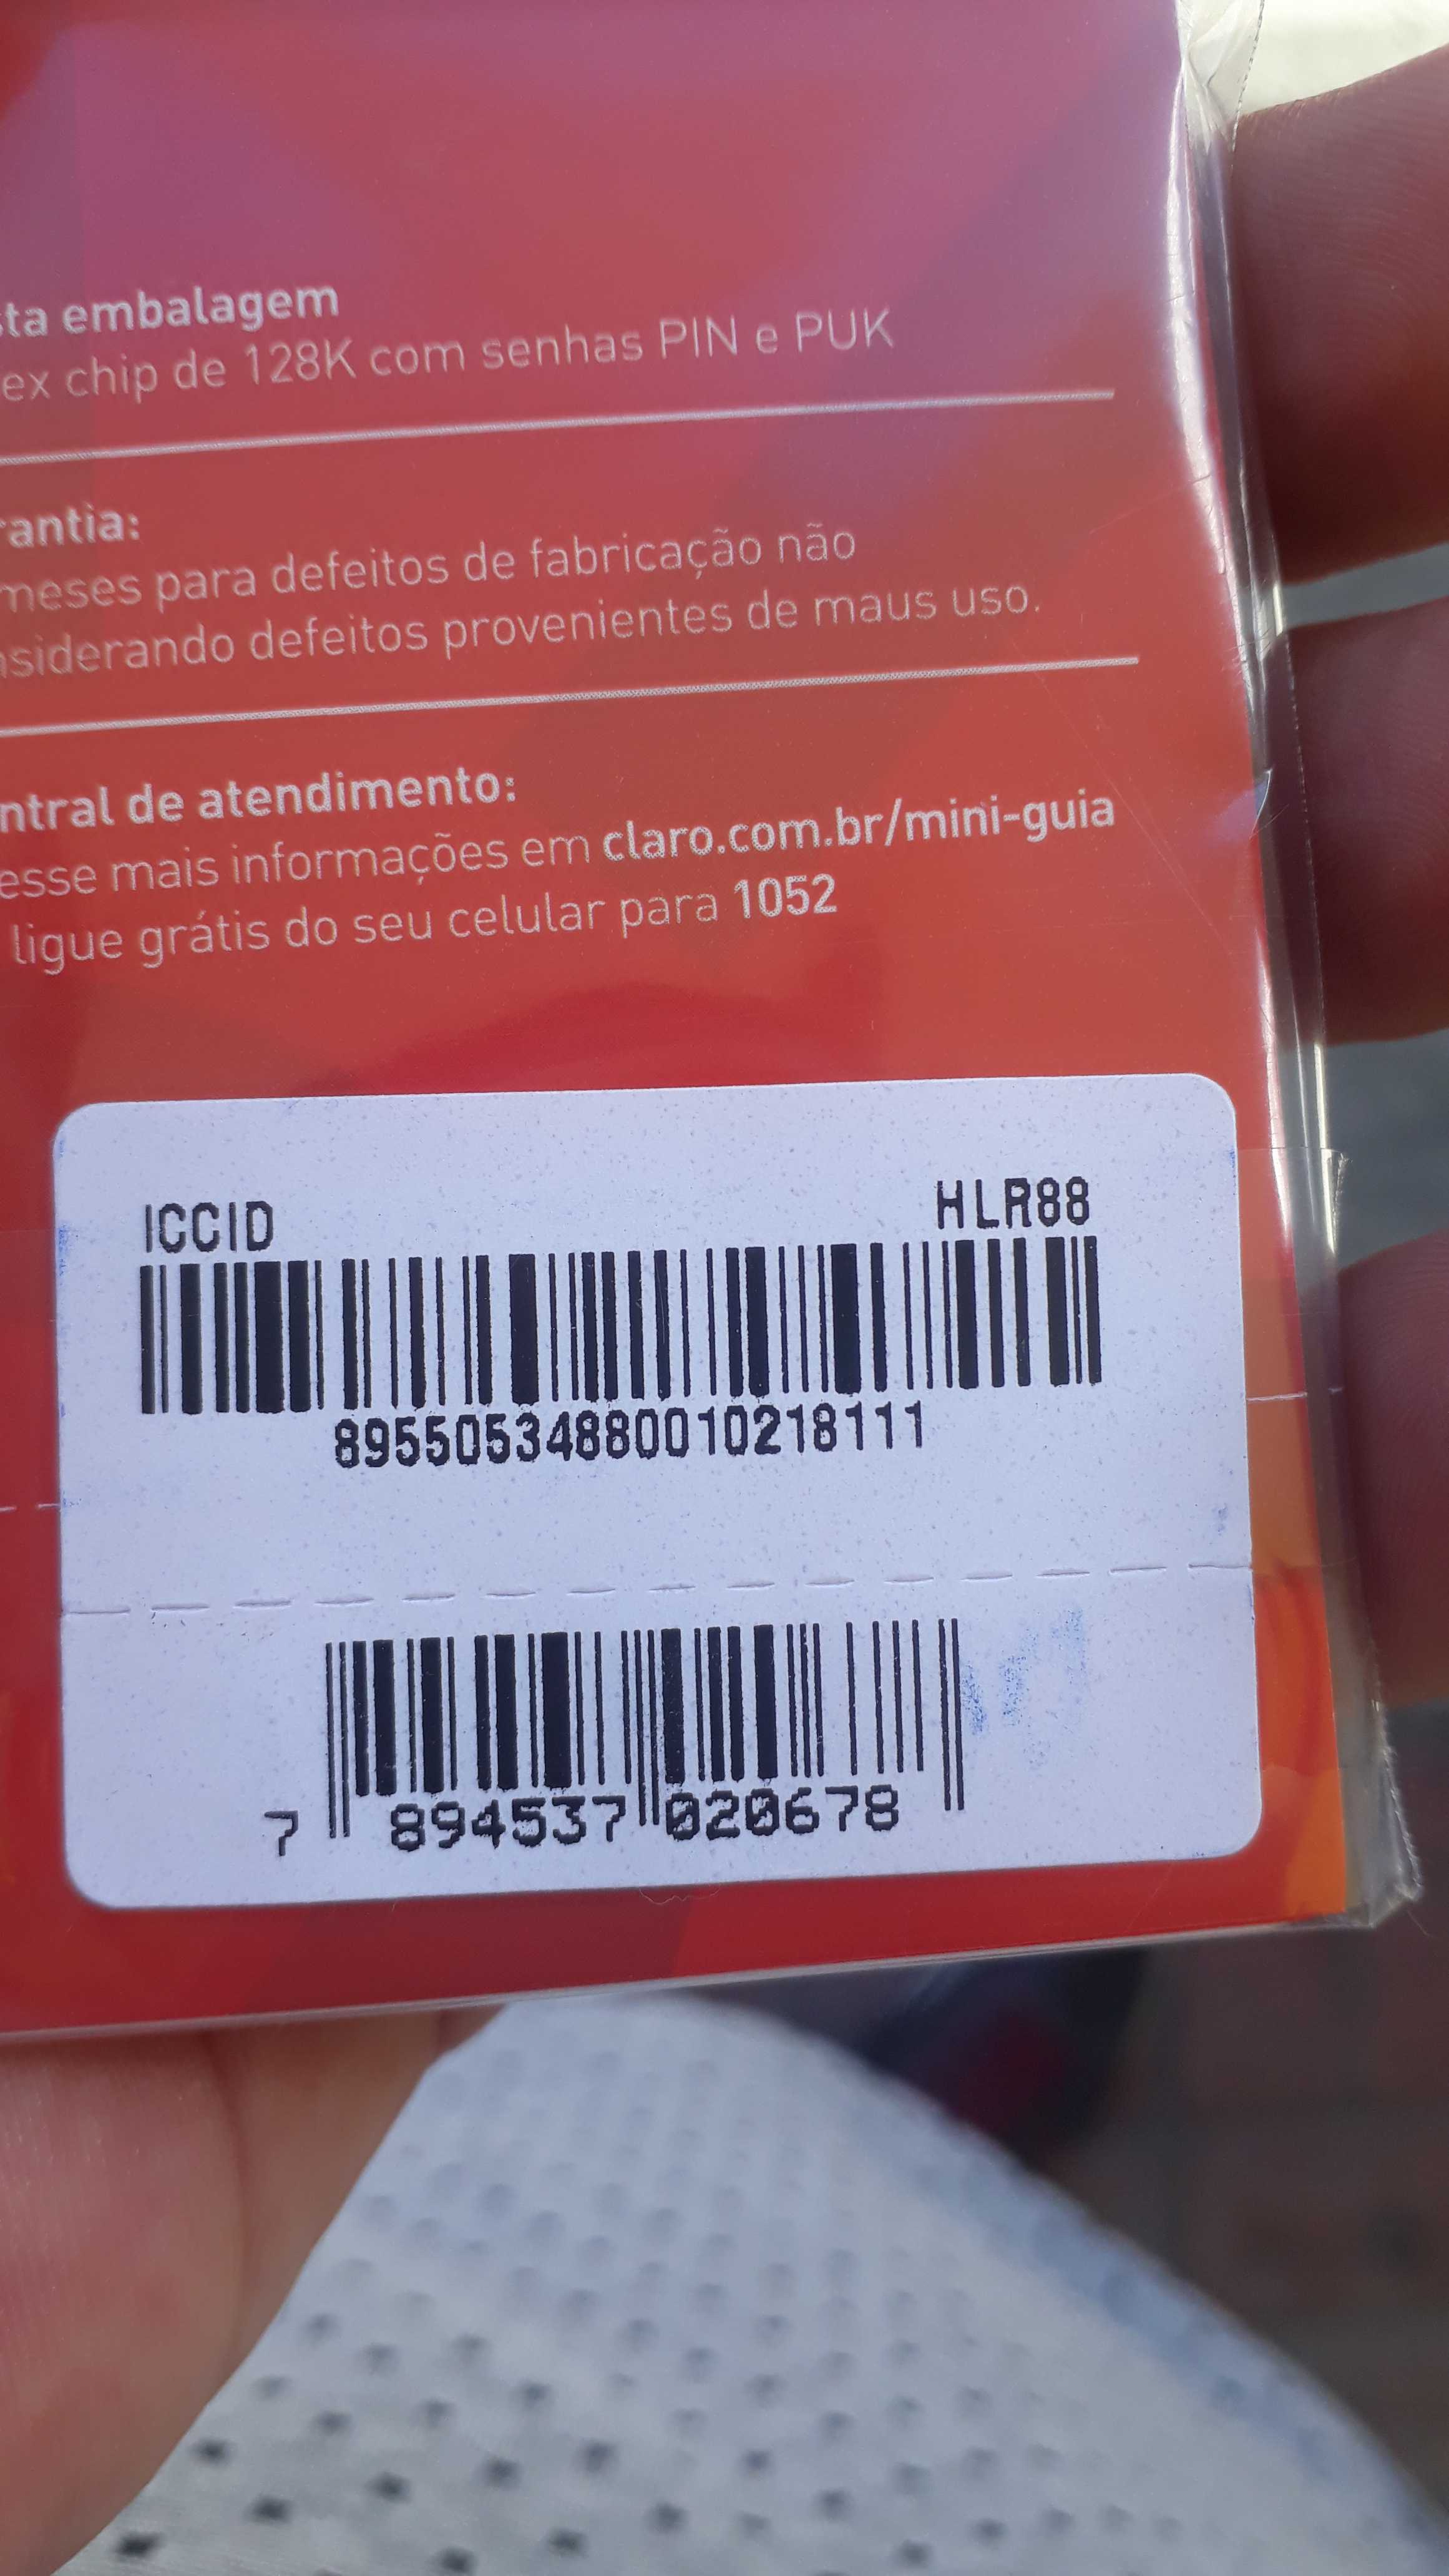 sta embalagem
ex chip de 128K com senhas PIN e PUK
rantia:
meses para defeitos de fabricação não
nsiderando defeitos provenientes de maus uso.
ntral de atendimento:
esse mais informações em claro.com.br/mini-guia
ligue grátis do seu celular para 1052
ICCID HLR88
89550534880010218111
7 894537 020678